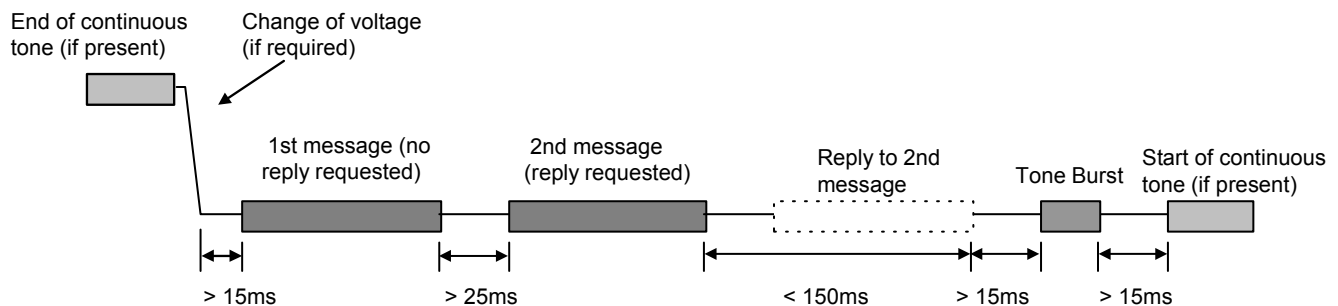 End of continuous
tone (if present)
Change of voltage
(if required)
1st message (no
reply requested)
2nd message
(reply requested)
Reply to 2nd
message
Tone Burst
Start of continuous
tone (if present)
> 15ms
> 25ms
< 150ms
> 15ms
> 15ms